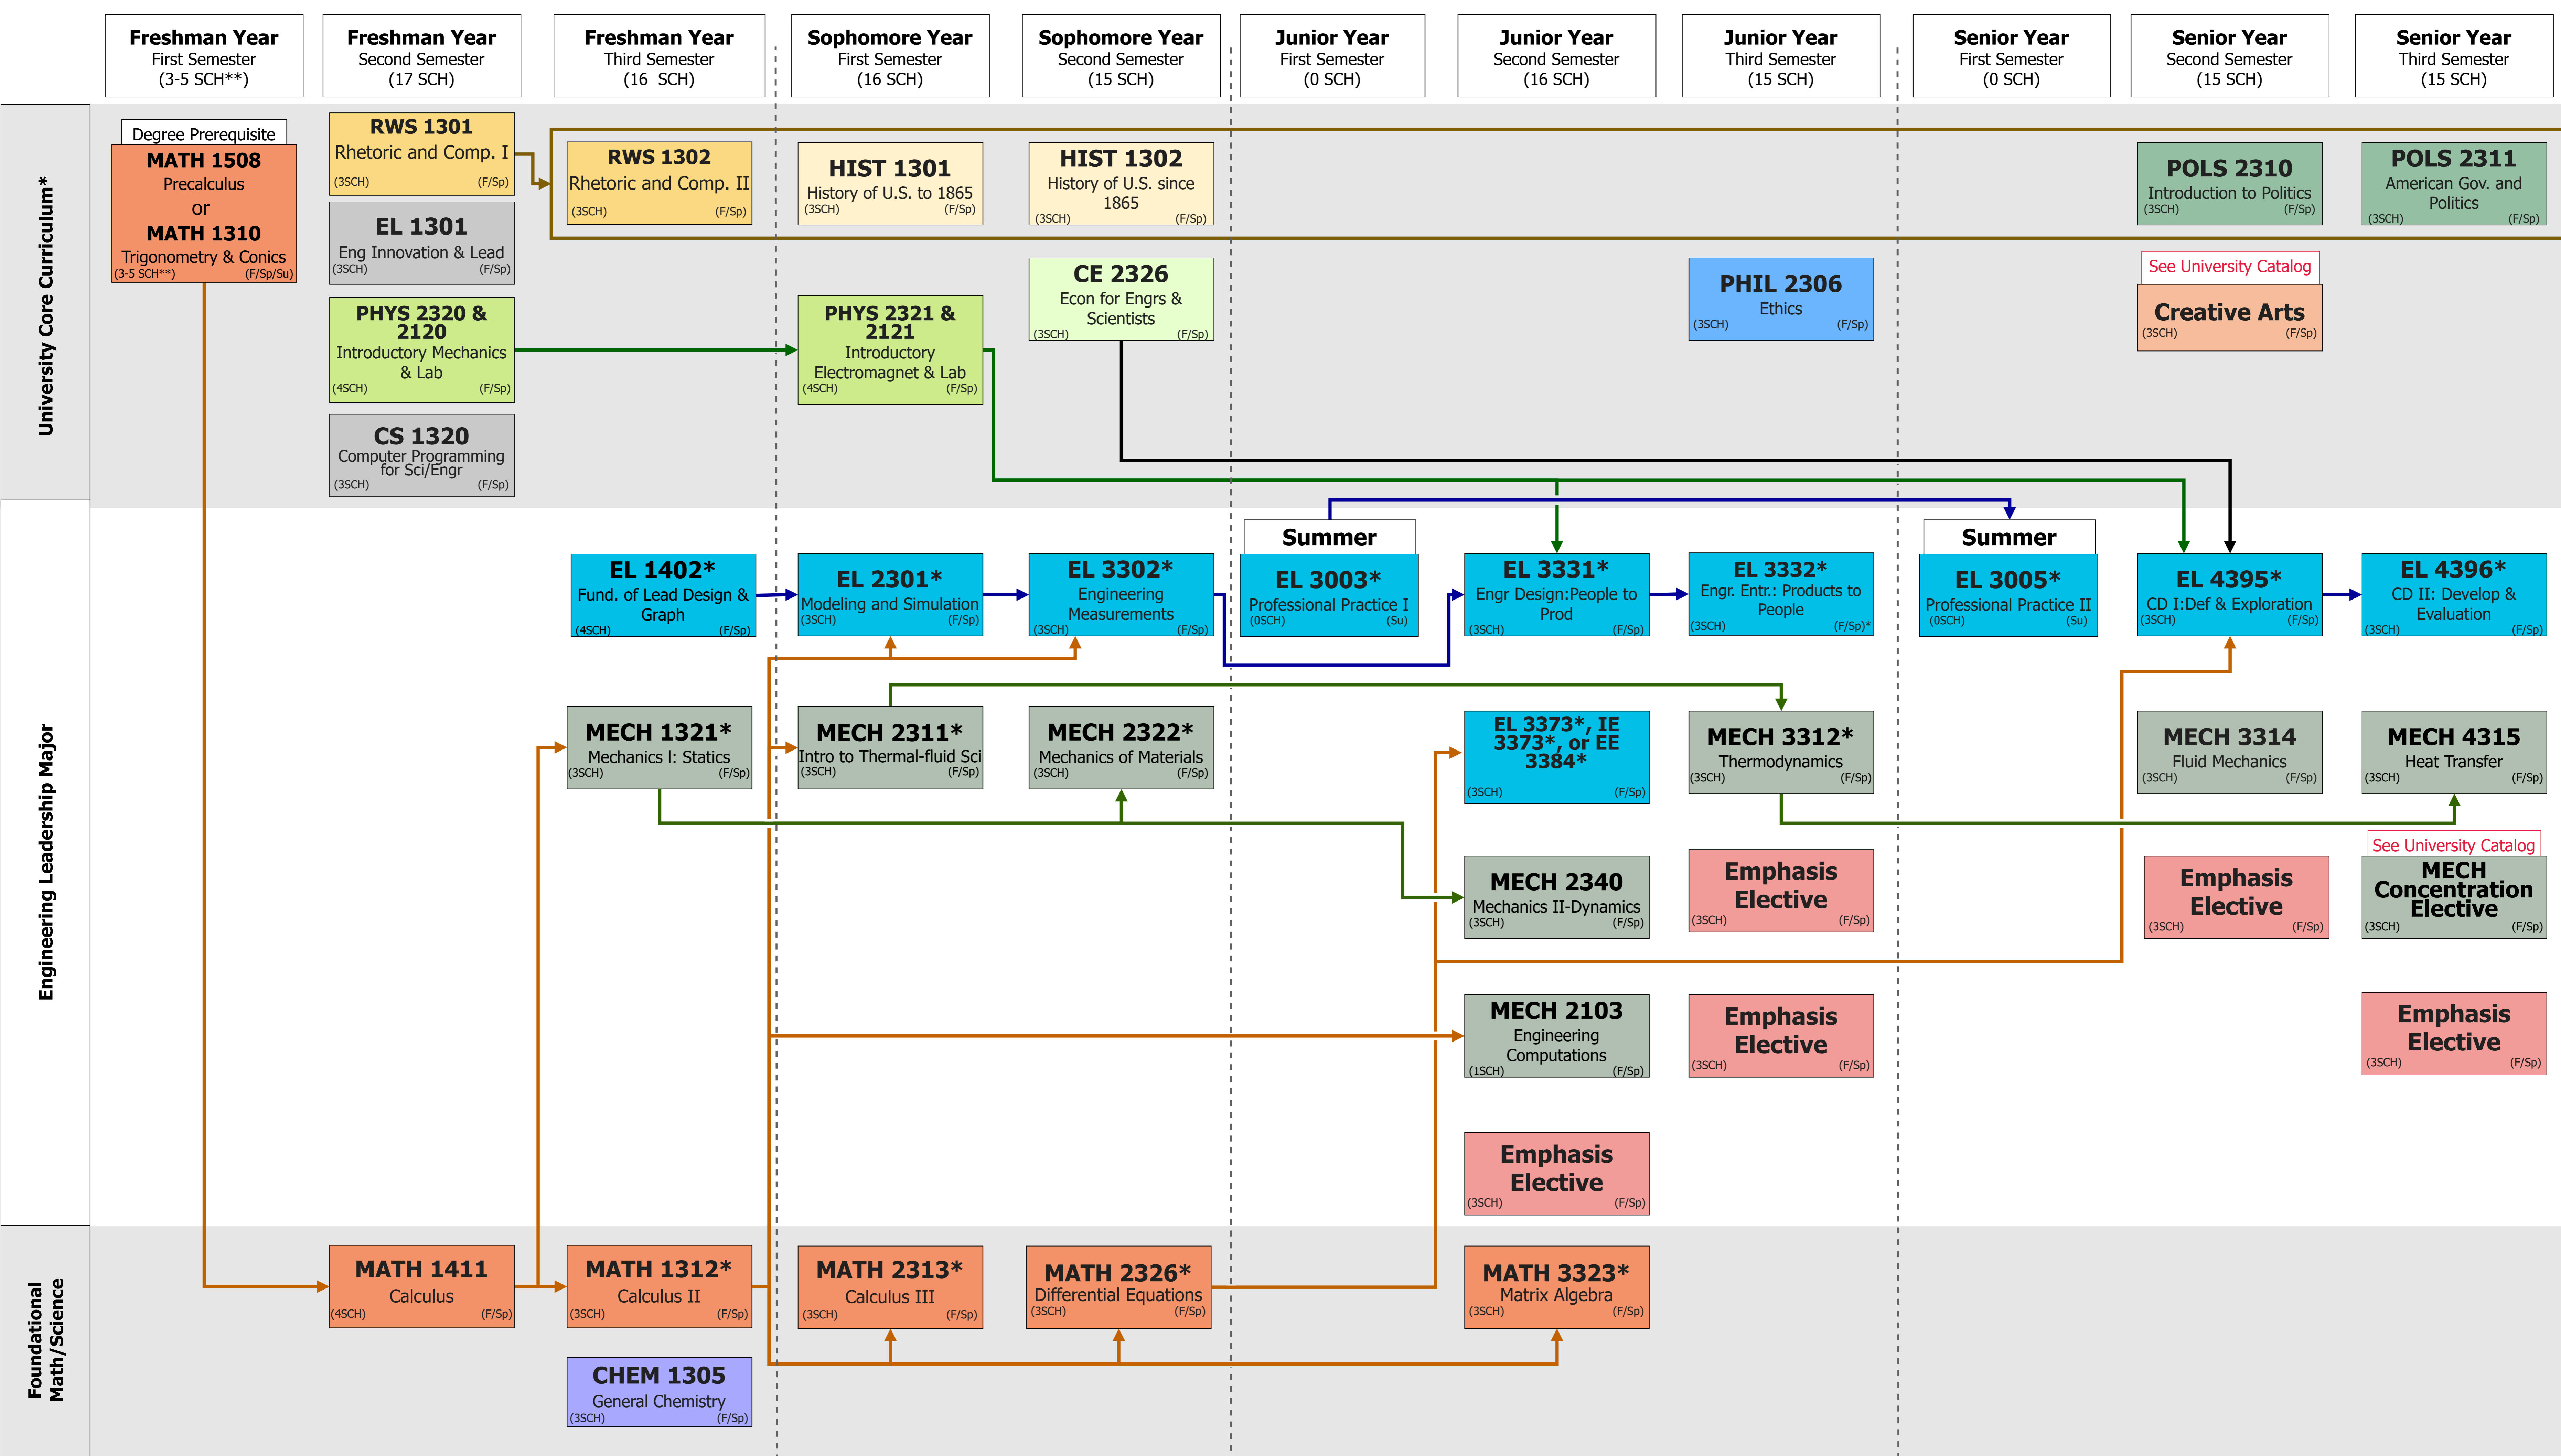 Freshman Year
First Semester
(3-5 SCH**)
Freshman Year
Second Semester
(17 SCH)
Freshman Year
Third Semester
(16 SCH)
Sophomore Year
First Semester
(16 SCH)
Sophomore Year
Second Semester
(15 SCH)
Junior Year
First Semester
(0 SCH)
Junior Year
Second Semester
(16 SCH)
Junior Year
Third Semester
(15 SCH)
Senior Year
First Semester
(0 SCH)
Senior Year
Second Semester
(15 SCH)
Senior Year
Third Semester
(15 SCH)
University Core Curriculum*
Degree Prerequisite
MATH 1508
Precalculus
or
MATH 1310
Trigonometry & Conics
(3-5 SCH**) (F/Sp/Su)
RWS 1301
Rhetoric and Comp. I
(3SCH) (F/Sp)
EL 1301
Eng Innovation & Lead
(3SCH) (F/Sp)
PHYS 2320 &
2120
Introductory Mechanics
& Lab
(4SCH) (F/Sp)
CS 1320
Computer Programming
for Sci/Engr
(3SCH) (F/Sp)
RWS 1302
Rhetoric and Comp. II
(3SCH) (F/Sp)
HIST 1301
History of U.S. to 1865
(3SCH) (F/Sp)
PHYS 2321 &
2121
Introductory
Electromagnet & Lab
(4SCH) (F/Sp)
HIST 1302
History of U.S. since
1865
(3SCH) (F/Sp)
CE 2326
Econ for Engrs &
Scientists
(3SCH) (F/Sp)
PHIL 2306
Ethics
(3SCH) (F/Sp)
POLS 2310
Introduction to Politics
(3SCH) (F/Sp)
See University Catalog
Creative Arts
(3SCH) (F/Sp)
POLS 2311
American Gov. and
Politics
(3SCH) (F/Sp)
Engineering Leadership Major
EL 1402*
Fund. of Lead Design &
Graph
(4SCH) (F/Sp)
EL 2301*
Modeling and Simulation
(3SCH) (F/Sp)
EL 3302*
Engineering
Measurements
(3SCH) (F/Sp)
Summer
EL 3003*
Professional Practice I
(0SCH) (Su)
EL 3331*
Engr Design:People to
Prod
(3SCH) (F/Sp)
EL 3332*
Engr. Entr.: Products to
People
(3SCH) (F/Sp)*
Summer
EL 3005*
Professional Practice II
(0SCH) (Su)
EL 4395*
CD I:Def & Exploration
(3SCH) (F/Sp)
EL 4396*
CD II: Develop &
Evaluation
(3SCH) (F/Sp)
MECH 1321*
Mechanics l: Statics
(3SCH) (F/Sp)
MECH 2311*
Intro to Thermal-fluid Sci
(3SCH) (F/Sp)
MECH 2322*
Mechanics of Materials
(3SCH) (F/Sp)
EL 3373*, IE
3373*, or EE
3384*
(3SCH) (F/Sp)
MECH 3312*
Thermodynamics
(3SCH) (F/Sp)
MECH 3314
Fluid Mechanics
(3SCH) (F/Sp)
MECH 4315
Heat Transfer
(3SCH) (F/Sp)
MECH 2340
Mechanics II-Dynamics
(3SCH) (F/Sp)
Emphasis
Elective
(3SCH) (F/Sp)
Emphasis
Elective
(3SCH) (F/Sp)
See University Catalog
MECH
Concentration
Elective
(3SCH) (F/Sp)
MECH 2103
Engineering
Computations
(1SCH) (F/Sp)
Emphasis
Elective
(3SCH) (F/Sp)
Emphasis
Elective
(3SCH) (F/Sp)
Emphasis
Elective
(3SCH) (F/Sp)
Foundational
Math/Science
MATH 1411
Calculus
(4SCH) (F/Sp)
MATH 1312*
Calculus II
(3SCH) (F/Sp)
MATH 2313*
Calculus III
(3SCH) (F/Sp)
MATH 2326*
Differential Equations
(3SCH) (F/Sp)
MATH 3323*
Matrix Algebra
(3SCH) (F/Sp)
CHEM 1305
General Chemistry
(3SCH) (F/Sp)